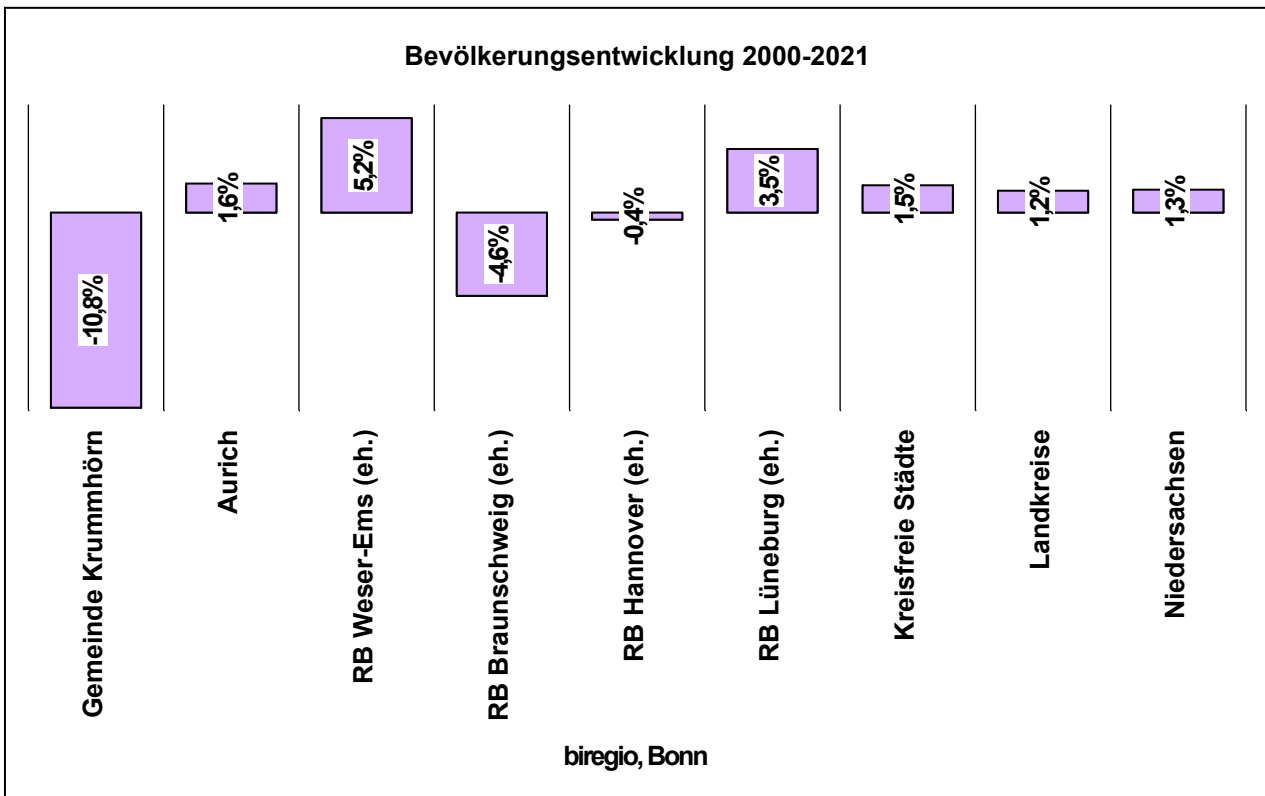 Bevölkerungsentwicklung 2000-2021
-10,8%
1,6%
5,2%
-4,6%
-0,4%
3,5%
1,5%
1,2%
1,3%
Gemeinde Krummhörn
Aurich
RB Weser-Ems (eh.)
RB Braunschweig (eh.)
RB Hannover (eh.)
RB Lüneburg (eh.)
Kreisfreie Städte
Landkreise
Niedersachsen
biregio, Bonn